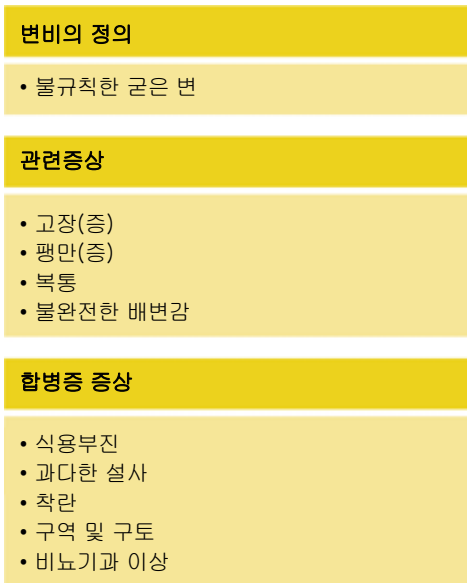 변비의 정의
• 불규칙한 굳은 변
관련증상
• 고장(증)
• 팽만(증)
• 복통
• 불완전한 배변감
합병증 증상
• 식용부진
• 과다한 설사
• 착란
• 구역 및 구토
• 비뇨기과 이상